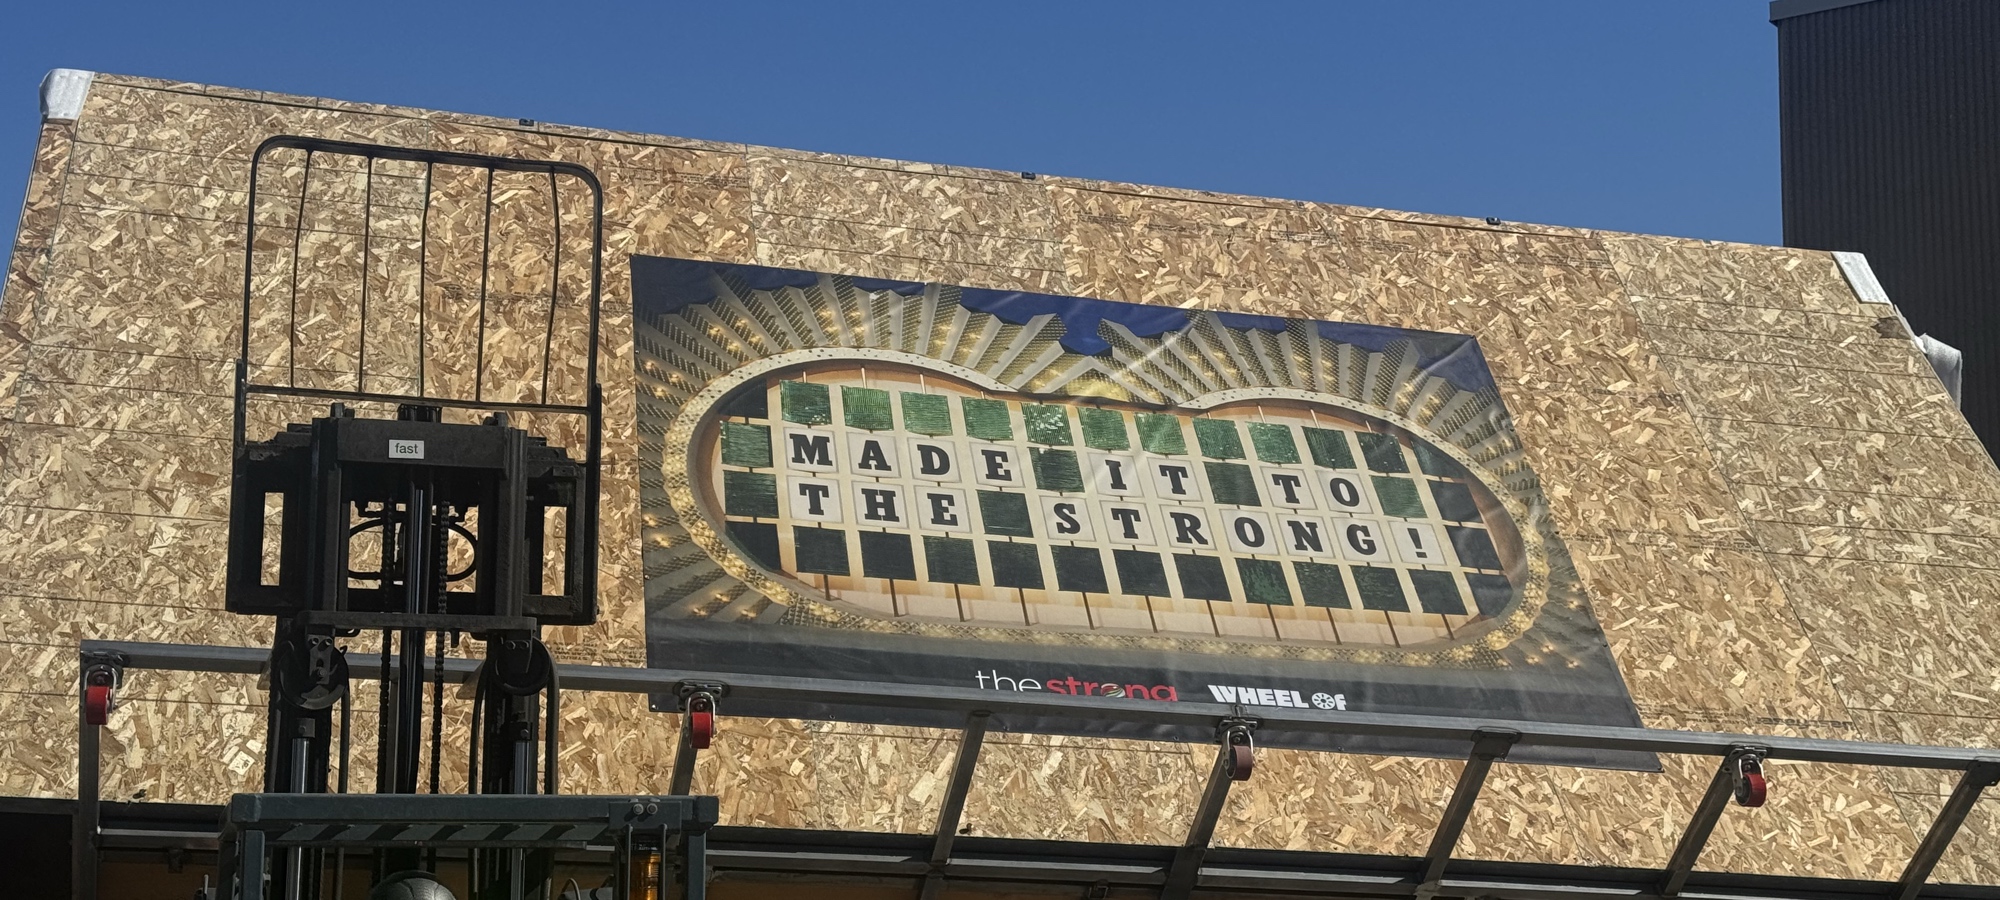 fast
MADE IT TO
THE STRONG!
the strong
WHEEL OF